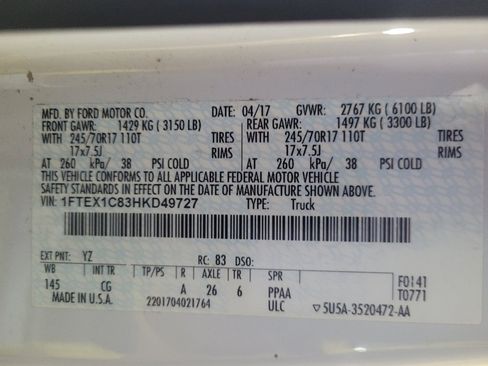 MFD. BY FORD MOTOR CO. DATE: 04/17 GVWR: 2767 KG ( 6100 LB)
FRONT GAWR: 1429 KG ( 3150 LB) REAR GAWR: 1497 KG ( 3300 LB)
WITH 245/70R17 110T TIRES WITH 245/70R17 110T TIRES
17x7.5J RIMS 17x7.5J RIMS
AT 260 kPa/ 38 PSI COLD AT 260 kPa/ 38 PSI COLD
THIS VEHICLE CONFORMS TO ALL APPLICABLE FEDERAL MOTOR VEHICLE
SAFETY STANDARDS IN EFFECT ON THE DATE OF MANUFACTURE SHOWN ABOVE.
VIN: 1FTEX1C83HKD49727 TYPE: Truck
EXT PNT: YZ RC: 83 DSO:
WB INT TR TP/PS R AXLE TR SPR F0141
145 A 26 6 PPAA T0771
MADE IN U.S.A. 2201704021764 ULC ▽5U5A-3520472-AA